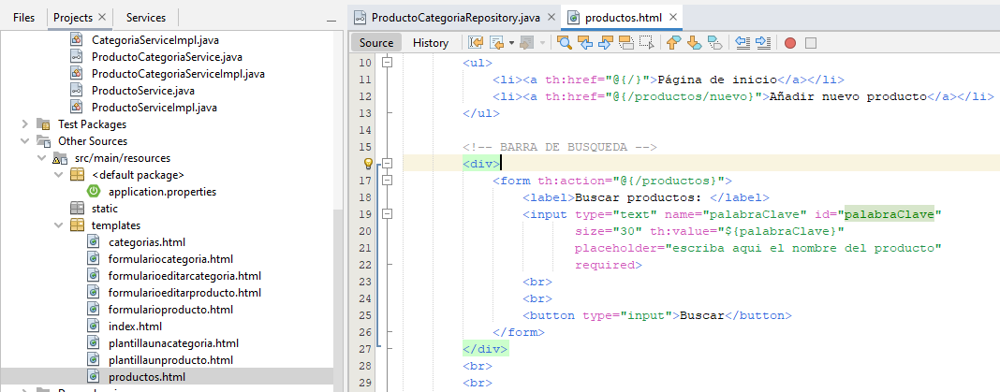 Files Projects Services
CategoriaServiceImpl.java
ProductoCategoriaService.java
ProductoCategoriaServiceImpl.java
ProductoService.java
ProductoServiceImpl.java
Test Packages
Other Sources
src/main/resources
<default package>
application.properties
static
templates
categorias.html
formulariocategoria.html
formularioeditarcategoria.html
formularioeditarproducto.html
formularioproducto.html
index.html
plantillaunacategoria.html
plantillaunproducto.html
productos.html
ProductoCategoriaRepository.java productos.html
Source History
10 <ul>
11 <li><a th:href="@{/}">Página de inicio</a></li>
12 <li><a th:href="@{/productos/nuevo}">Añadir nuevo producto</a></li>
13 </ul>
14
15 <!-- BARRA DE BUSQUEDA -->
<div>
17 <form th:action="@{/productos}">
18 <label>Buscar productos: </label>
19 <input type="text" name="palabraClave" id="palabraClave"
20 size="30" th:value="${palabraClave}"
21 placeholder="escriba aqui el nombre del producto"
22 required>
23 <br>
24 <br>
25 <button type="input">Buscar</button>
26 </form>
27 </div>
28 <br>
29 <br>